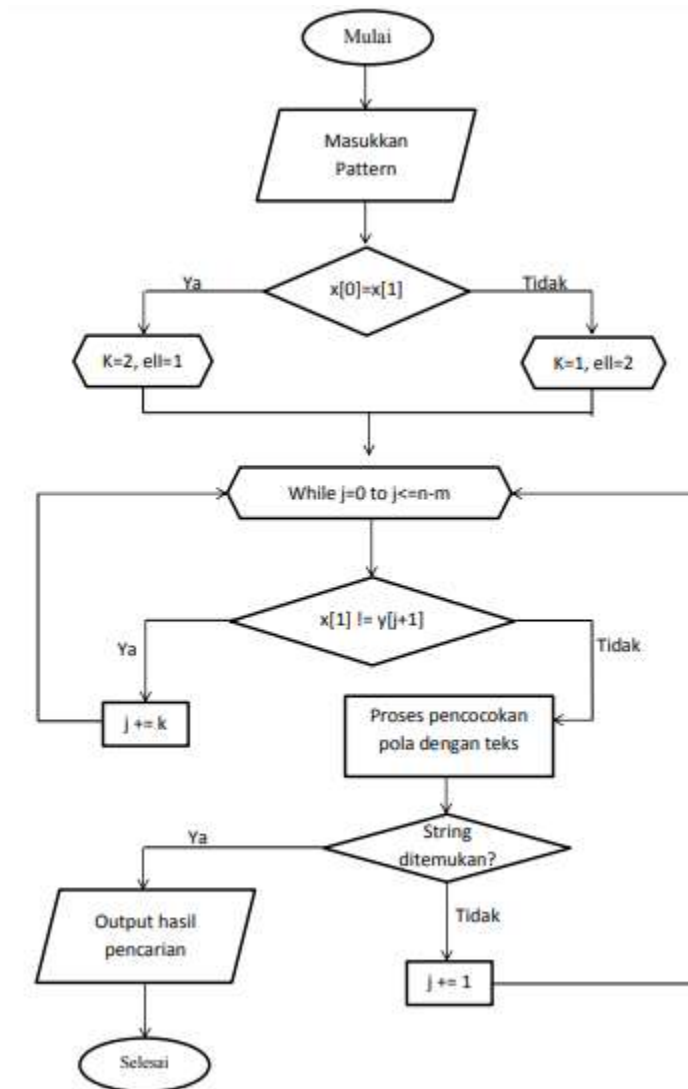 Mulai
Masukkan
Pattern
x[0]=x[1]
Ya
Tidak
K=2, ell=1
K=1, ell=2
While j=0 to j<=n-m
x[1] != y[j+1]
Ya
Tidak
j += k
Proses pencocokan
pola dengan teks
String
ditemukan?
Ya
Tidak
Output hasil
pencarian
j += 1
Selesai